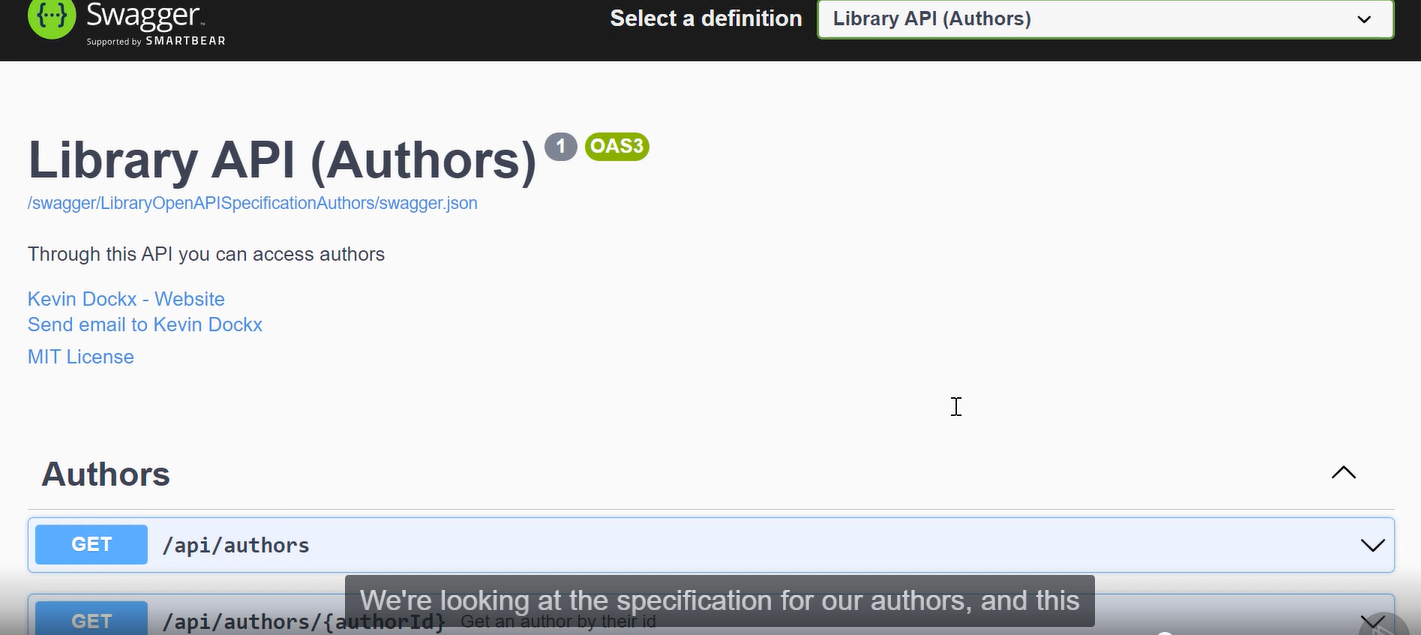 {···} Swagger™
Supported by SMARTBEAR
Select a definition
Library API (Authors)
Library API (Authors) 1 OAS3
/swagger/LibraryOpenAPISpecificationAuthors/swagger.json
Through this API you can access authors
Kevin Dockx - Website
Send email to Kevin Dockx
MIT License
Authors
GET /api/authors
We're looking at the specification for our authors, and this
GET /api/authors/{authorId} Get an author by their id